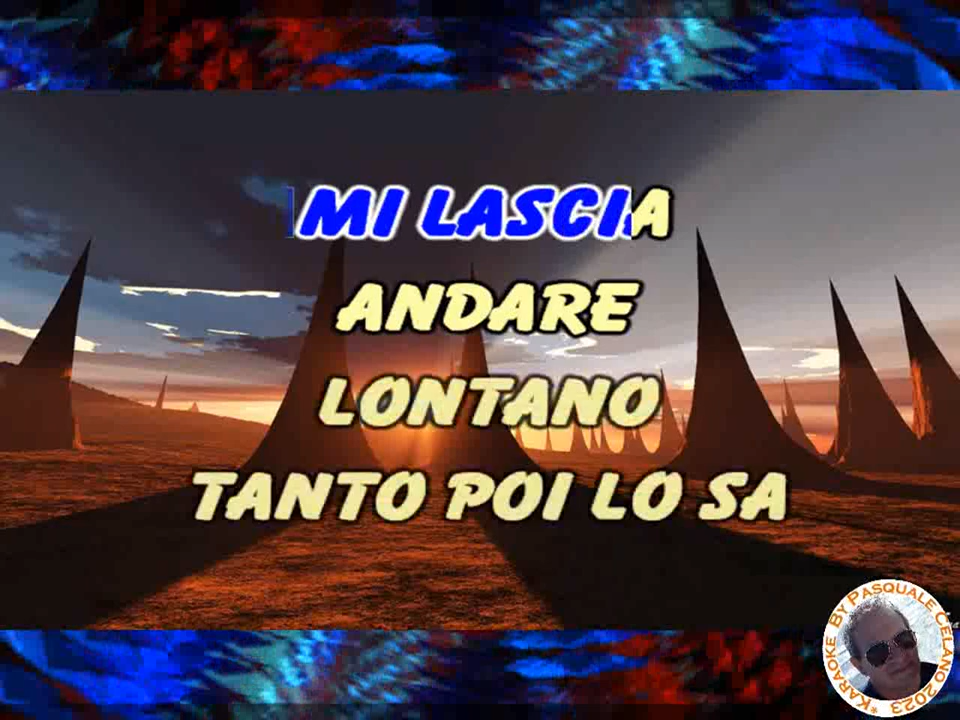 MI LASCIA
ANDARE
LONTANO
TANTO POI LO SA
*KARAOKE BY PASQUALE CELANO 2023